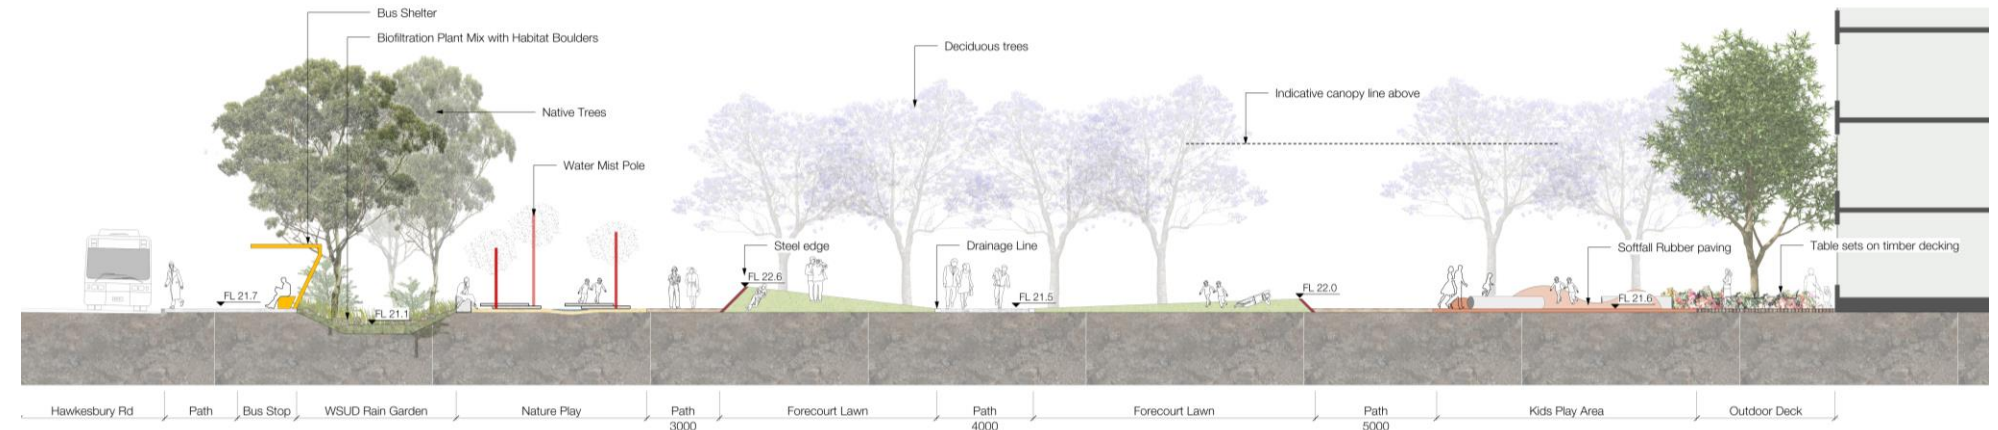 Bus Shelter
Biofiltration Plant Mix with Habitat Boulders
Deciduous trees
Indicative canopy line above
Native Trees
Water Mist Pole
Steel edge
Drainage Line
Softfall Rubber paving
Table sets on timber decking
FL 21.7
FL 21.1
FL 22.6
FL 21.5
FL 22.0
FL 21.6
Hawkesbury Rd
Path
Bus Stop
WSUD Rain Garden
Nature Play
Path
3000
Forecourt Lawn
Path
4000
Forecourt Lawn
Path
5000
Kids Play Area
Outdoor Deck